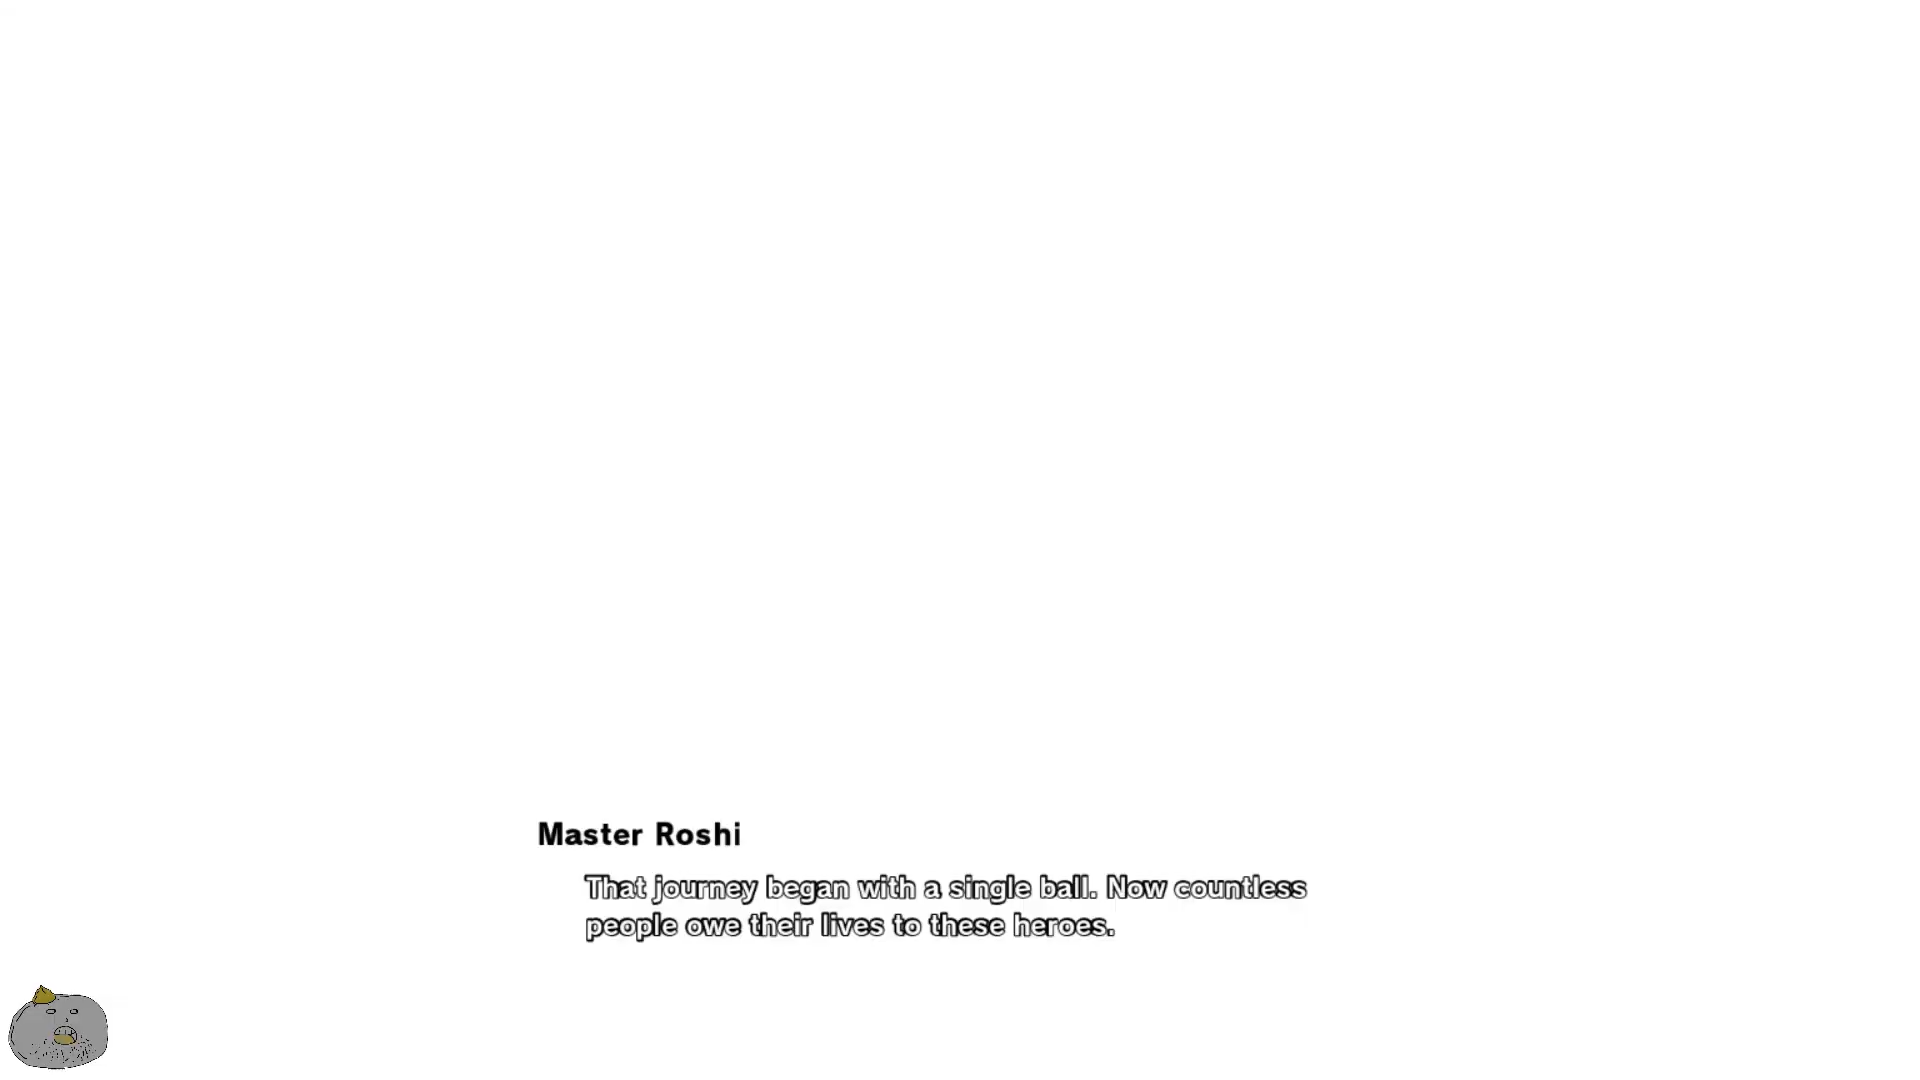 Master Roshi
That journey began with a single ball. Now countless
people owe their lives to these heroes.